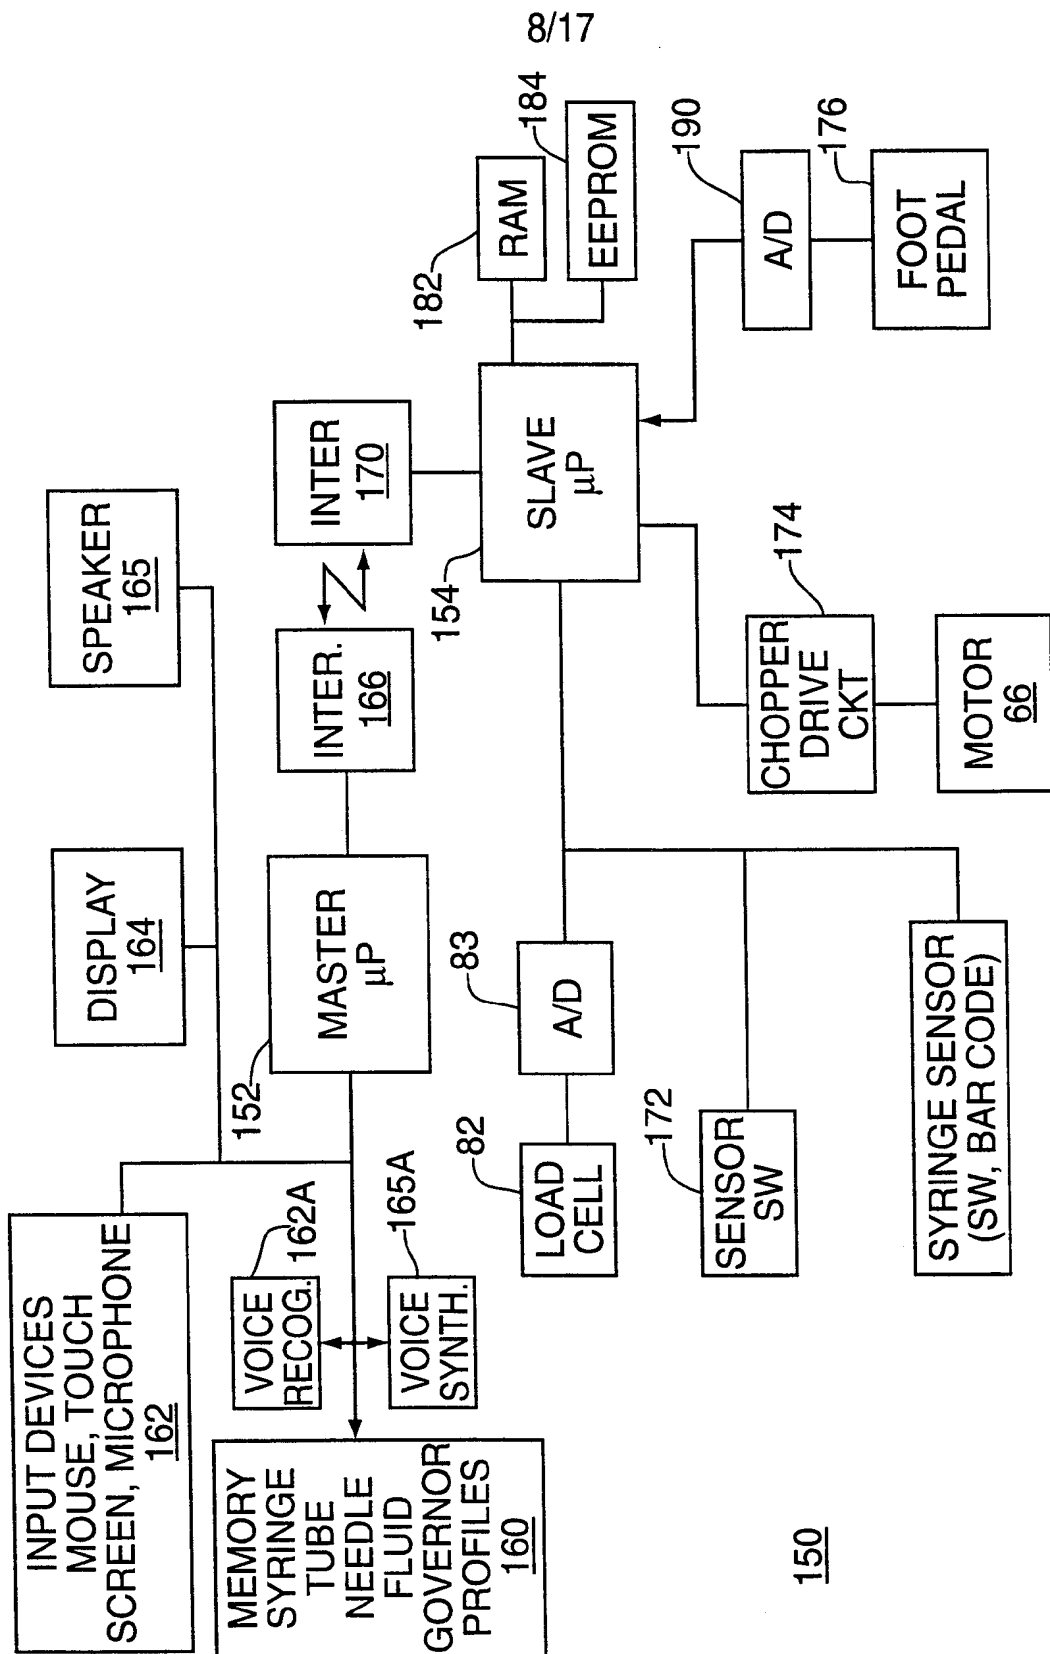 8/17
INPUT DEVICES
MOUSE, TOUCH
SCREEN, MICROPHONE
162
DISPLAY
164
SPEAKER
165
MEMORY
SYRINGE
TUBE
NEEDLE
FLUID
GOVERNOR
PROFILES
160
VOICE
RECOG.
162A
VOICE
SYNTH.
165A
152
MASTER
µP
INTER.
166
INTER
170
154
SLAVE
µP
182
RAM
184
EEPROM
82
LOAD
CELL
83
A/D
172
SENSOR
SW
SYRINGE SENSOR
(SW, BAR CODE)
174
CHOPPER
DRIVE
CKT
MOTOR
66
190
A/D
176
FOOT
PEDAL
150